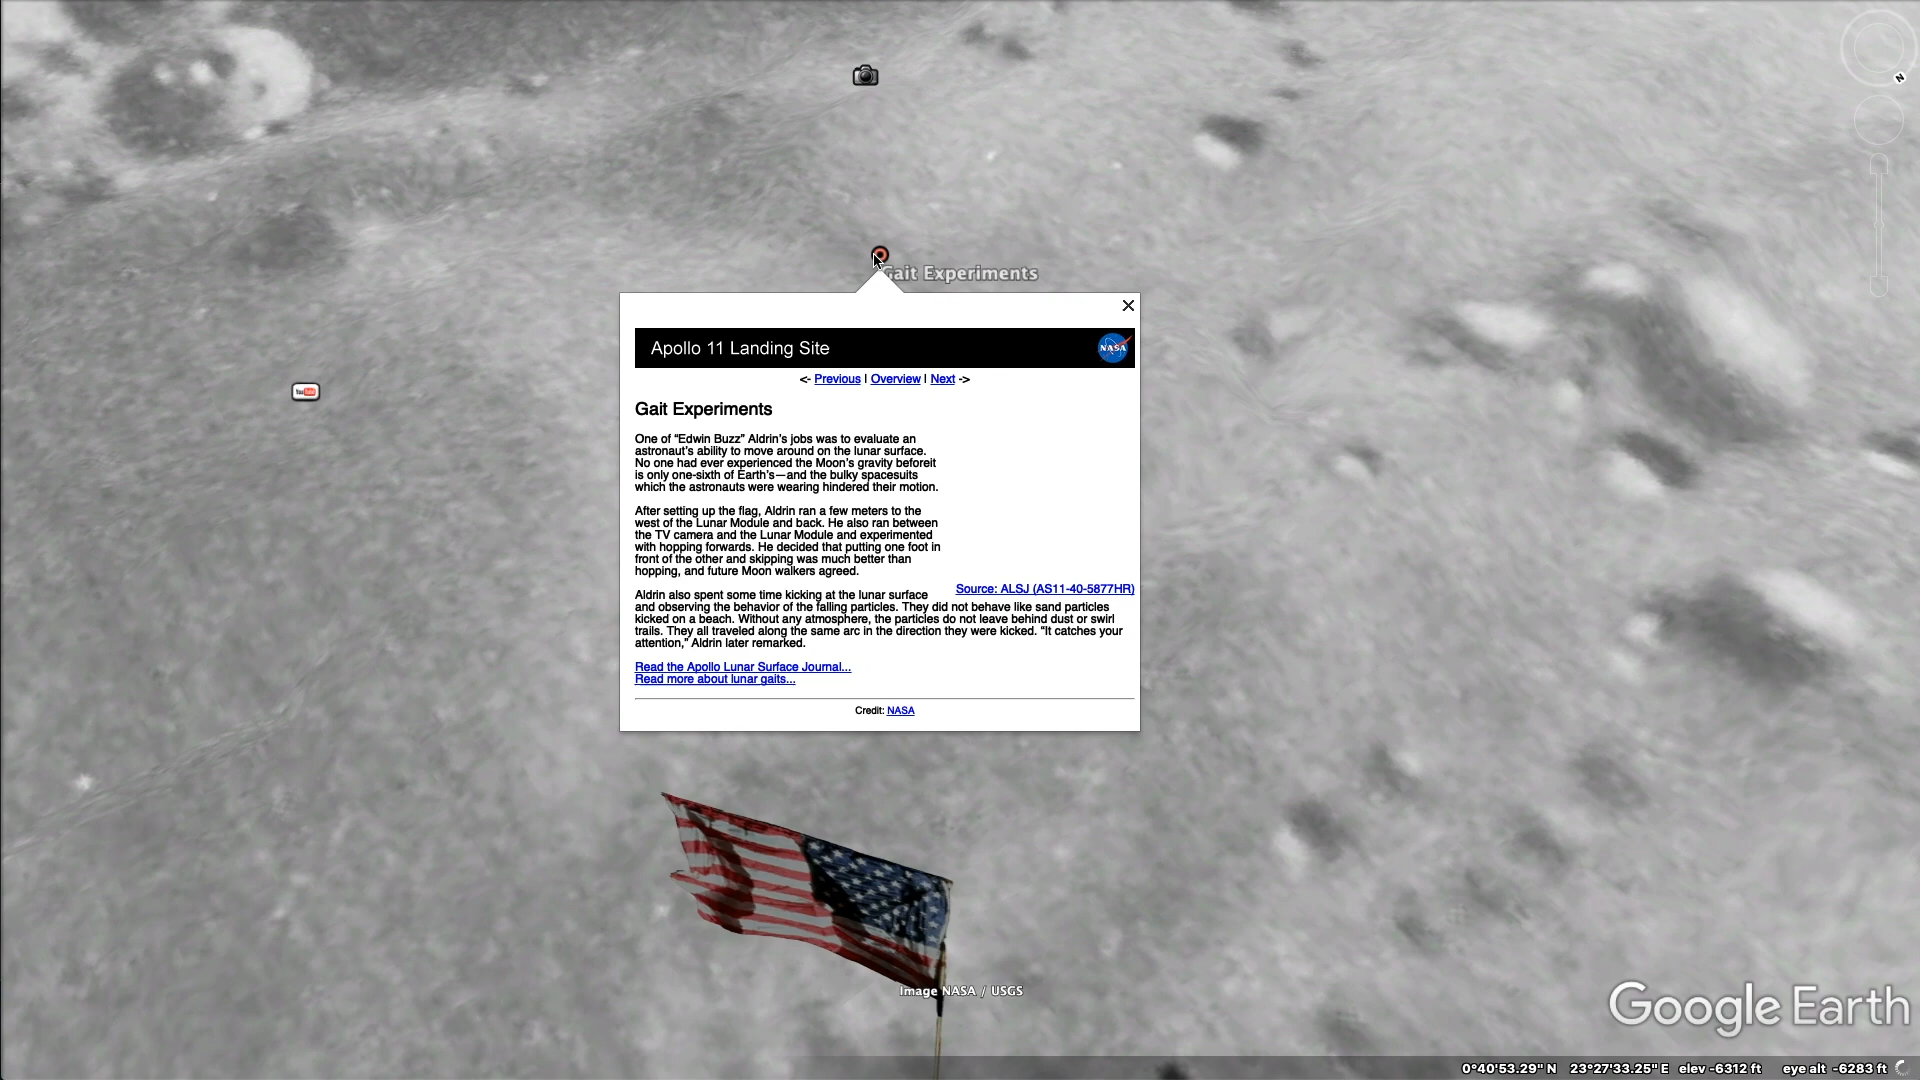 N
Gait Experiments
Apollo 11 Landing Site
NASA
<- Previous | Overview | Next ->
YouTube
Gait Experiments
One of “Edwin Buzz” Aldrin’s jobs was to evaluate an
astronaut’s ability to move around on the lunar surface.
No one had ever experienced the Moon’s gravity beforeit
is only one-sixth of Earth’s—and the bulky spacesuits
which the astronauts were wearing hindered their motion.
After setting up the flag, Aldrin ran a few meters to the
west of the Lunar Module and back. He also ran between
the TV camera and the Lunar Module and experimented
with hopping forwards. He decided that putting one foot in
front of the other and skipping was much better than
hopping, and future Moon walkers agreed.
Source: ALSJ (AS11-40-5877HR)
Aldrin also spent some time kicking at the lunar surface
and observing the behavior of the falling particles. They did not behave like sand particles
kicked on a beach. Without any atmosphere, the particles do not leave behind dust or swirl
trails. They all traveled along the same arc in the direction they were kicked. “It catches your
attention,” Aldrin later remarked.
Read the Apollo Lunar Surface Journal...
Read more about lunar gaits...
Credit: NASA
Image NASA / USGS
Google Earth
0°40'53.29" N 23°27'33.25" E elev -6312 ft eye alt -6283 ft